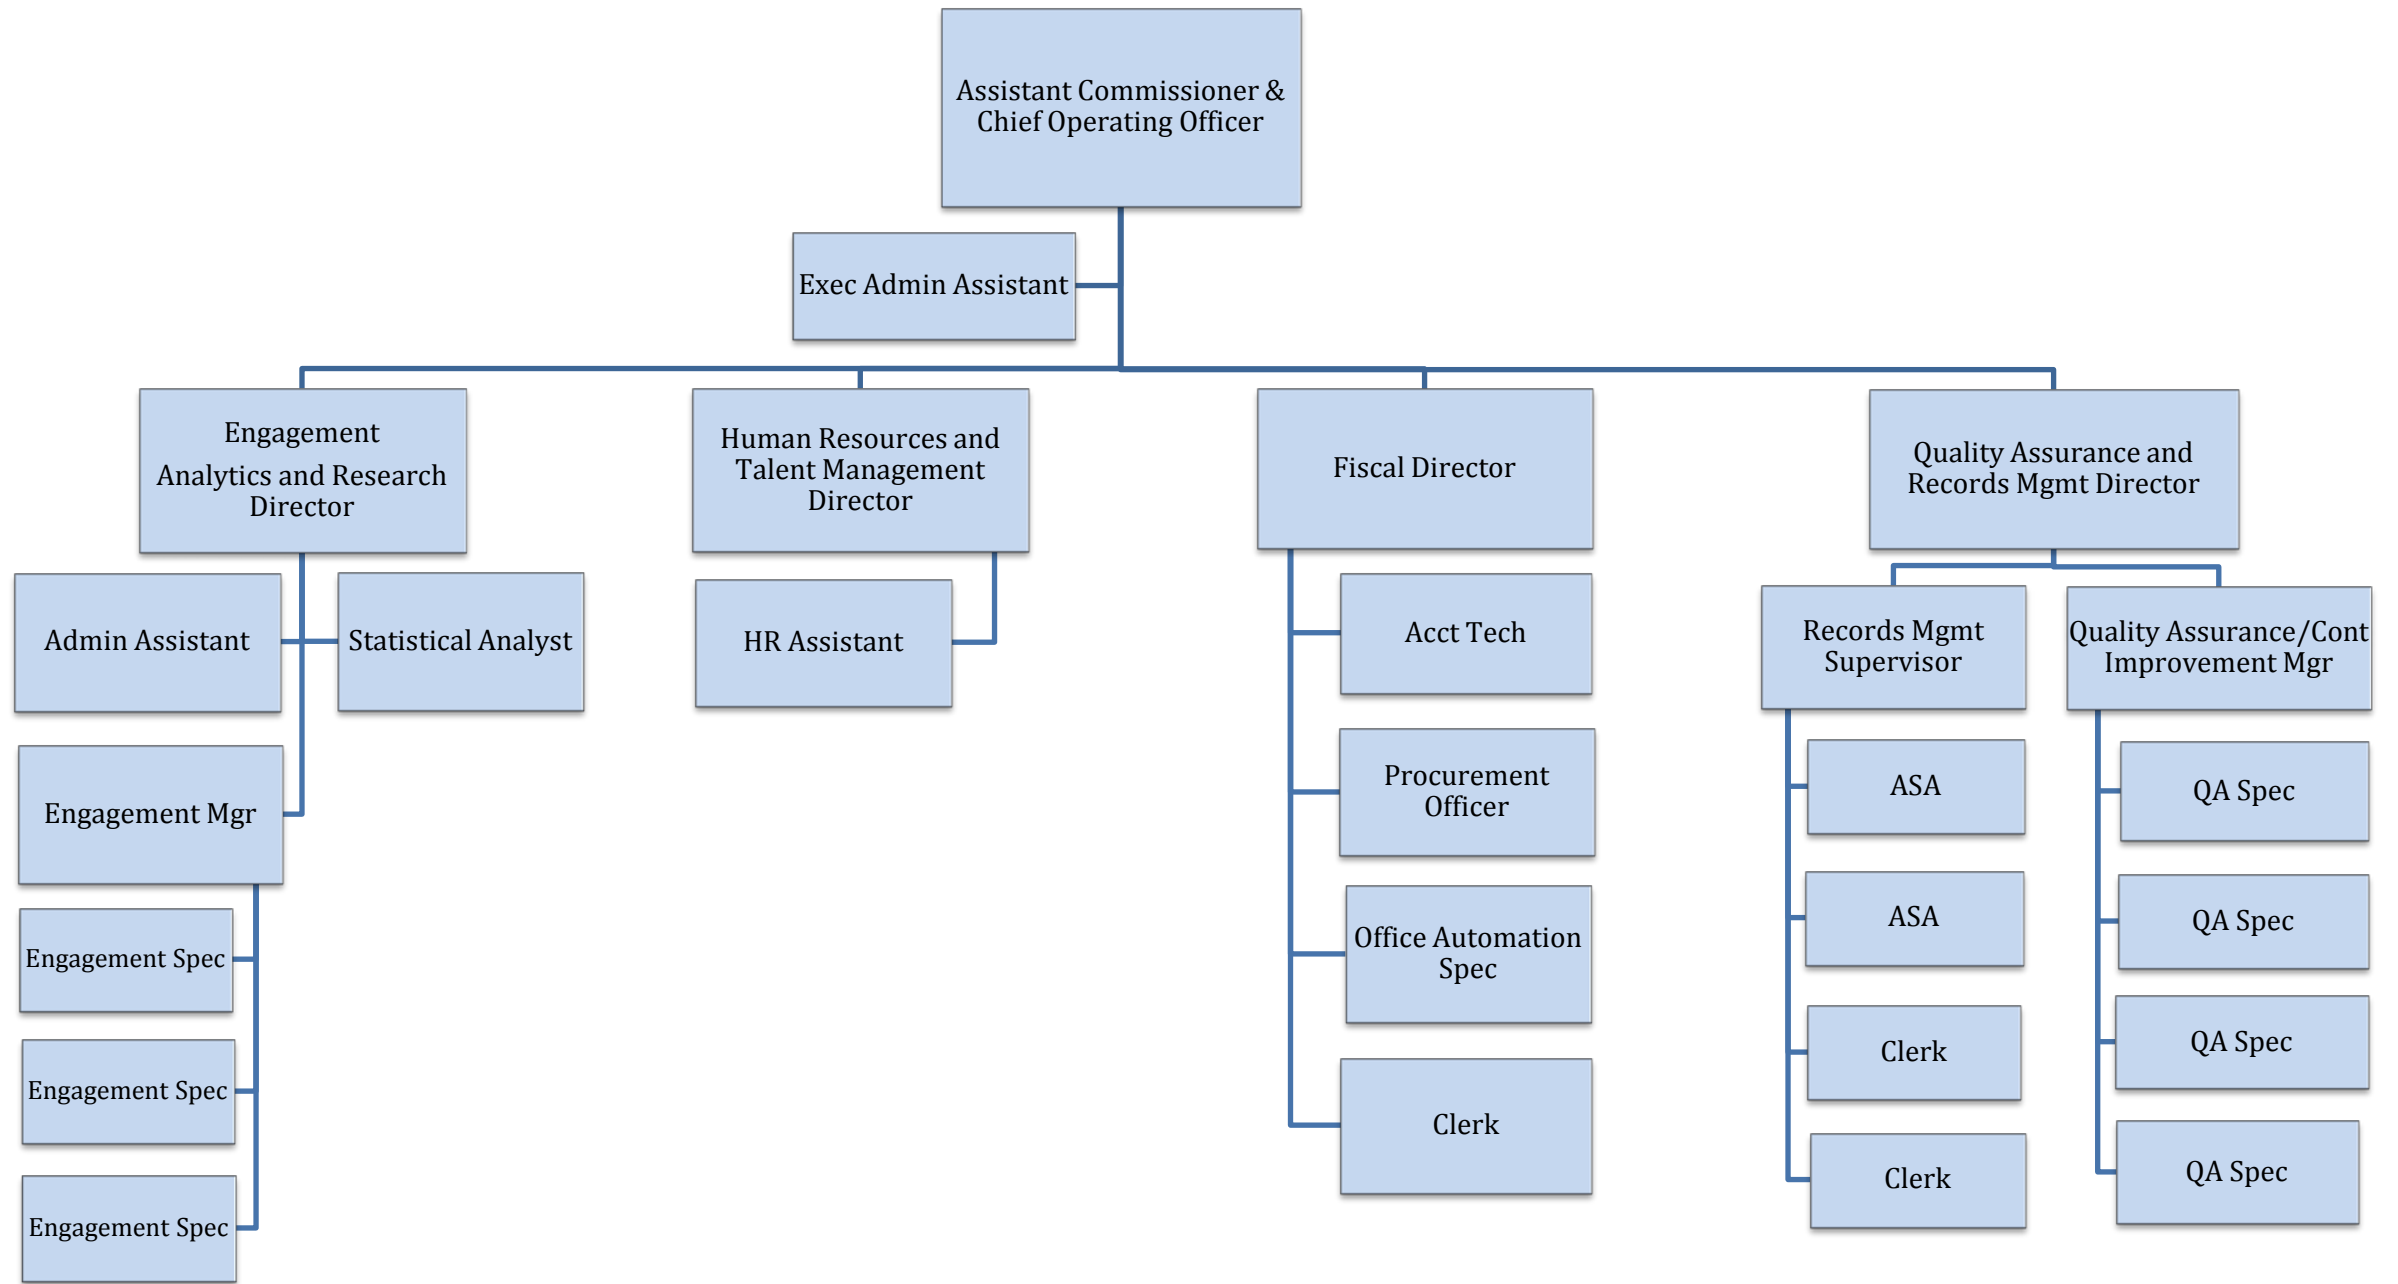 Assistant Commissioner &
Chief Operating Officer
Exec Admin Assistant
Engagement
Analytics and Research
Director
Human Resources and
Talent Management
Director
Fiscal Director
Quality Assurance and
Records Mgmt Director
Admin Assistant
Statistical Analyst
Engagement Mgr
Engagement Spec
Engagement Spec
Engagement Spec
HR Assistant
Acct Tech
Procurement
Officer
Office Automation
Spec
Clerk
Records Mgmt
Supervisor
ASA
ASA
Clerk
Clerk
Quality Assurance/Cont
Improvement Mgr
QA Spec
QA Spec
QA Spec
QA Spec